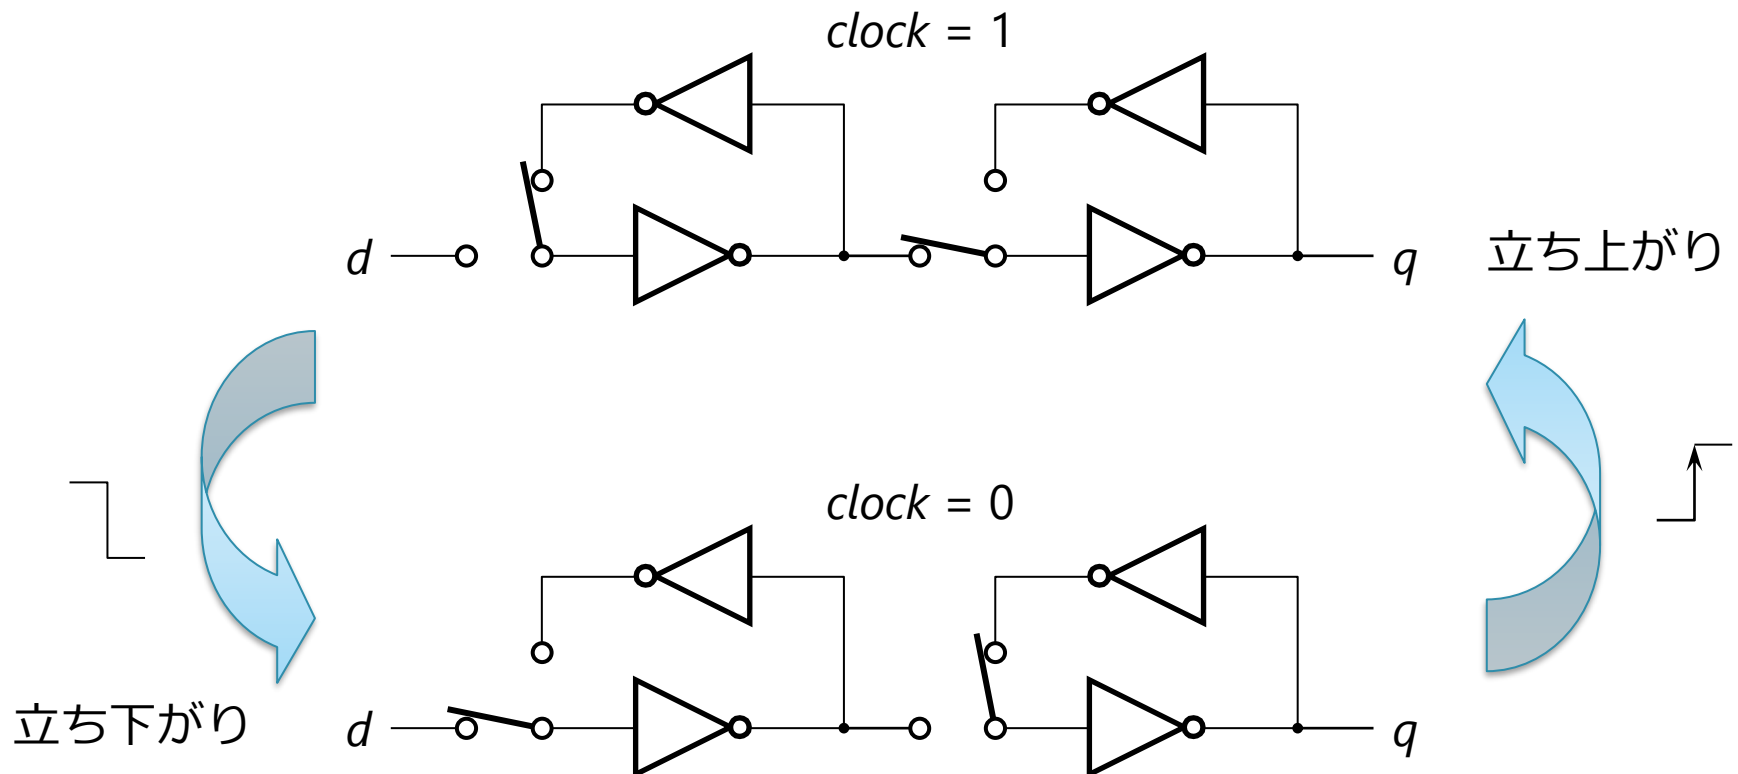 clock = 1
d
q
立ち上がり
clock = 0
立ち下がり
d
q